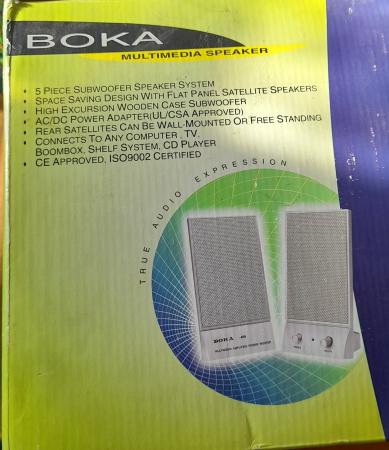 BOKA
MULTIMEDIA SPEAKER
• 5 PIECE SUBWOOFER SPEAKER SYSTEM
• SPACE SAVING DESIGN WITH FLAT PANEL SATELLITE SPEAKERS
• HIGH EXCURSION WOODEN CASE SUBWOOFER
• AC/DC POWER ADAPTER(UL/CSA APPROVED)
• REAR SATELLITES CAN BE WALL-MOUNTED OR FREE STANDING
• CONNECTS TO ANY COMPUTER , TV,
BOOMBOX, SHELF SYSTEM, CD PLAYER
• CE APPROVED, ISO9002 CERTIFIED
TRUE AUDIO EXPRESSION
BOKA